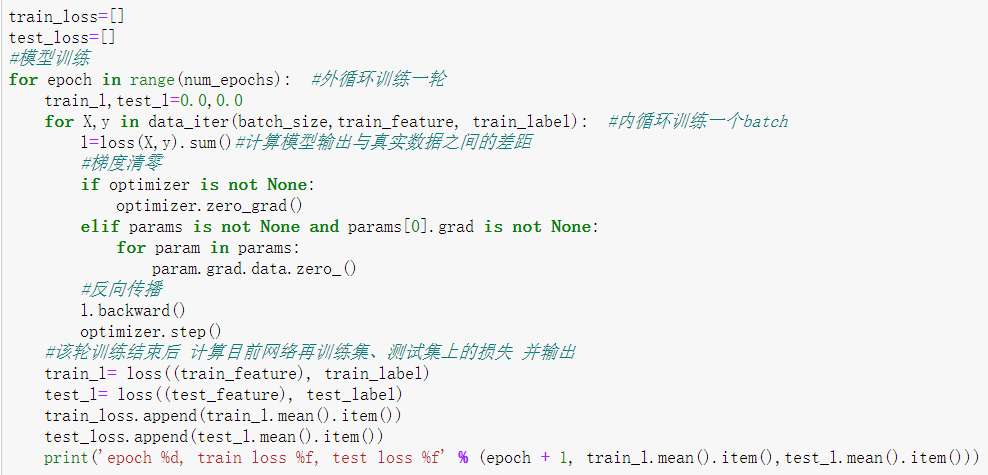 train_loss=[]
test_loss=[]
#模型训练
for epoch in range(num_epochs):  #外循环训练一轮
    train_l,test_l=0.0,0.0
    for X,y in data_iter(batch_size,train_feature, train_label):  #内循环训练一个batch
        l=loss(X,y).sum()#计算模型输出与真实数据之间的差距
        #梯度清零
        if optimizer is not None:
            optimizer.zero_grad()
        elif params is not None and params[0].grad is not None:
            for param in params:
                param.grad.data.zero_()
        #反向传播
        l.backward()
        optimizer.step()
    #该轮训练结束后 计算目前网络再训练集、测试集上的损失 并输出
    train_l= loss((train_feature), train_label)
    test_l= loss((test_feature), test_label)
    train_loss.append(train_l.mean().item())
    test_loss.append(test_l.mean().item())
    print('epoch %d, train loss %f, test loss %f' % (epoch + 1, train_l.mean().item(),test_l.mean().item()))